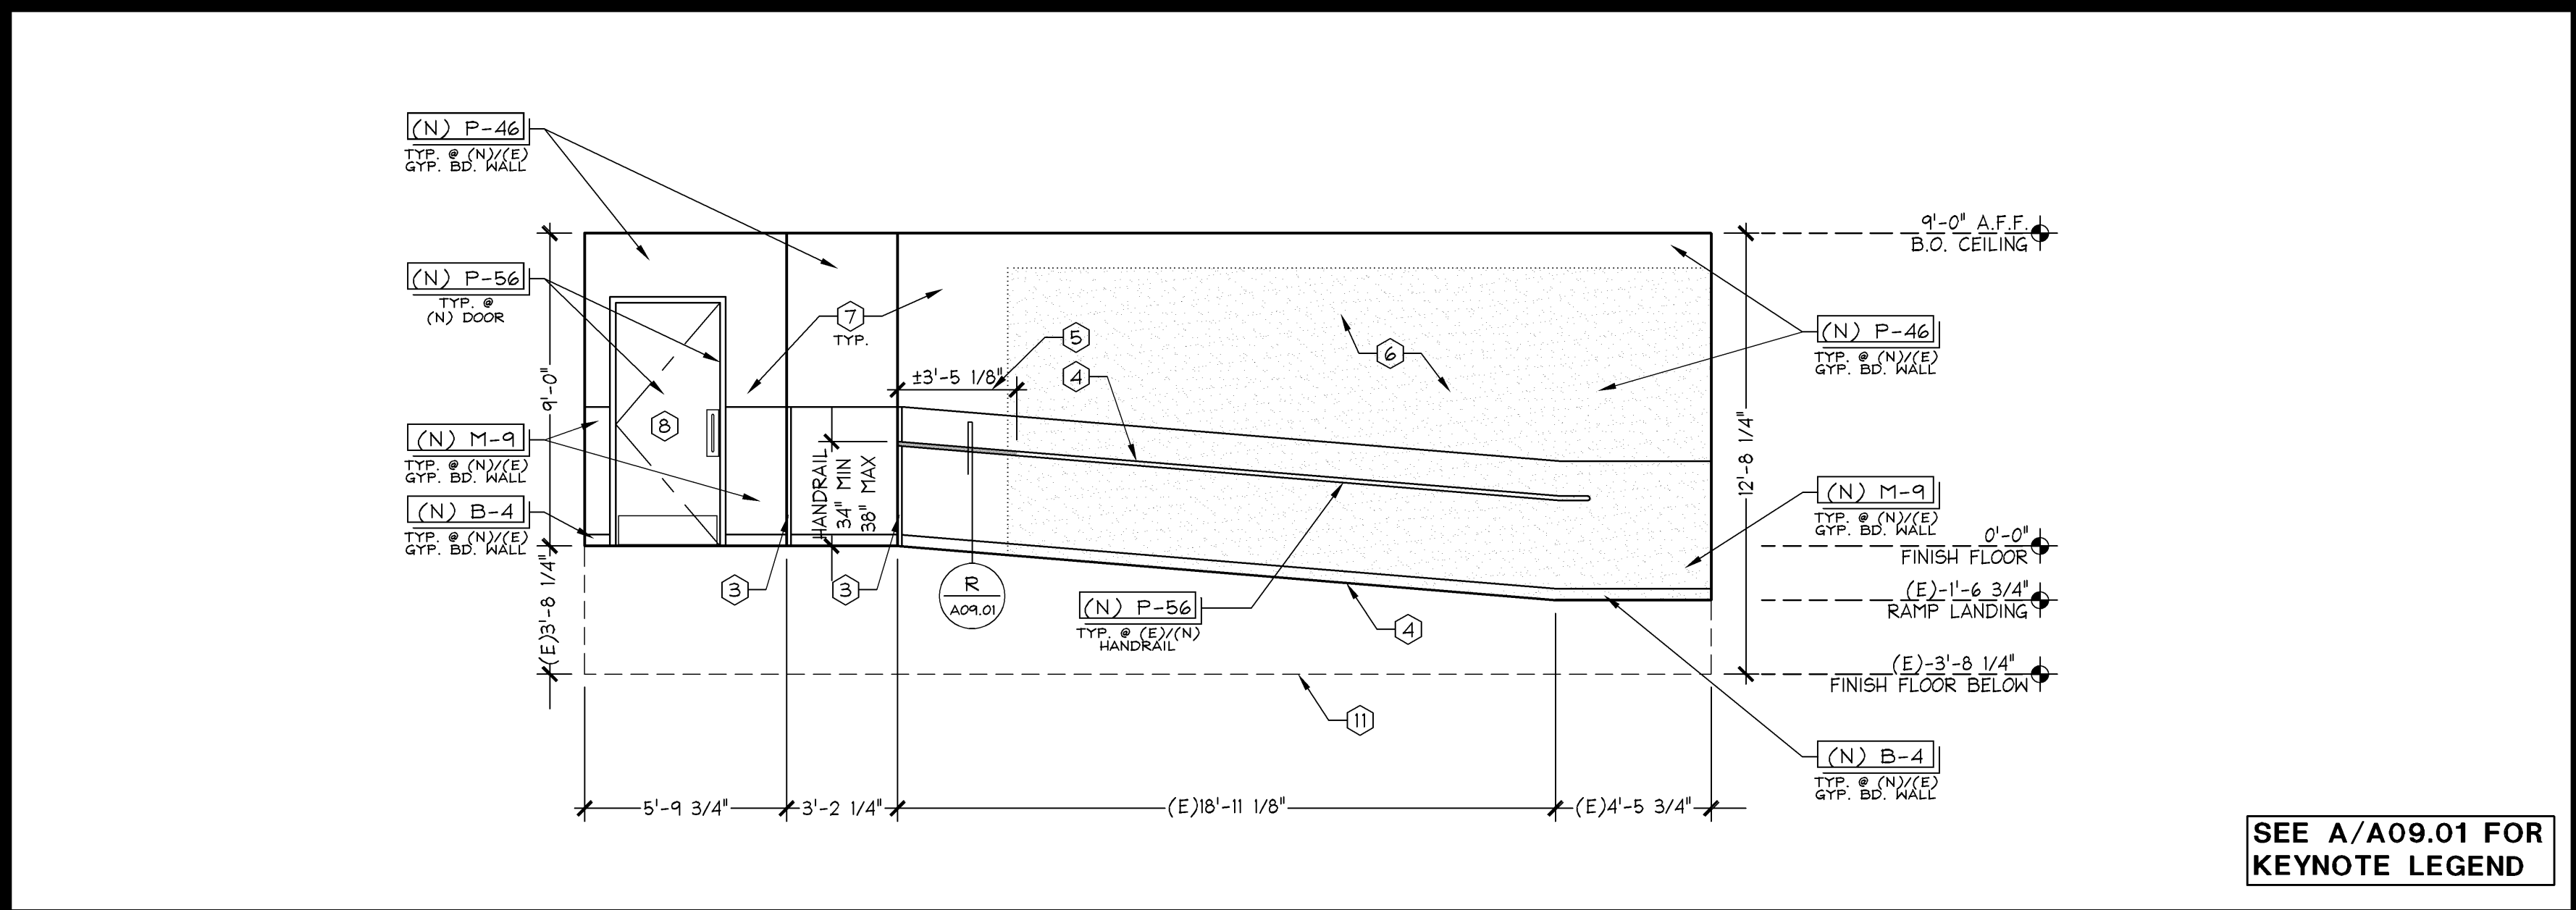 (N) P-46
TYP. @ (N)/(E)
GYP. BD. WALL
(N) P-56
TYP. @
(N) DOOR
(N) M-9
TYP. @ (N)/(E)
GYP. BD. WALL
(N) B-4
TYP. @ (N)/(E)
GYP. BD. WALL
9'-0"
(E)3'-8 1/4"
8
7
TYP.
HANDRAIL
34" MIN
38" MAX
3
3
±3'-5 1/8"
5
4
6
R
A09.01
(N) P-56
TYP. @ (E)/(N)
HANDRAIL
4
11
5'-9 3/4"
3'-2 1/4"
(E)18'-11 1/8"
(E)4'-5 3/4"
12'-8 1/4"
(N) P-46
TYP. @ (N)/(E)
GYP. BD. WALL
(N) M-9
TYP. @ (N)/(E)
GYP. BD. WALL
(N) B-4
TYP. @ (N)/(E)
GYP. BD. WALL
9'-0" A.F.F.
B.O. CEILING
0'-0"
FINISH FLOOR
(E)-1'-6 3/4"
RAMP LANDING
(E)-3'-8 1/4"
FINISH FLOOR BELOW
SEE A/A09.01 FOR
KEYNOTE LEGEND